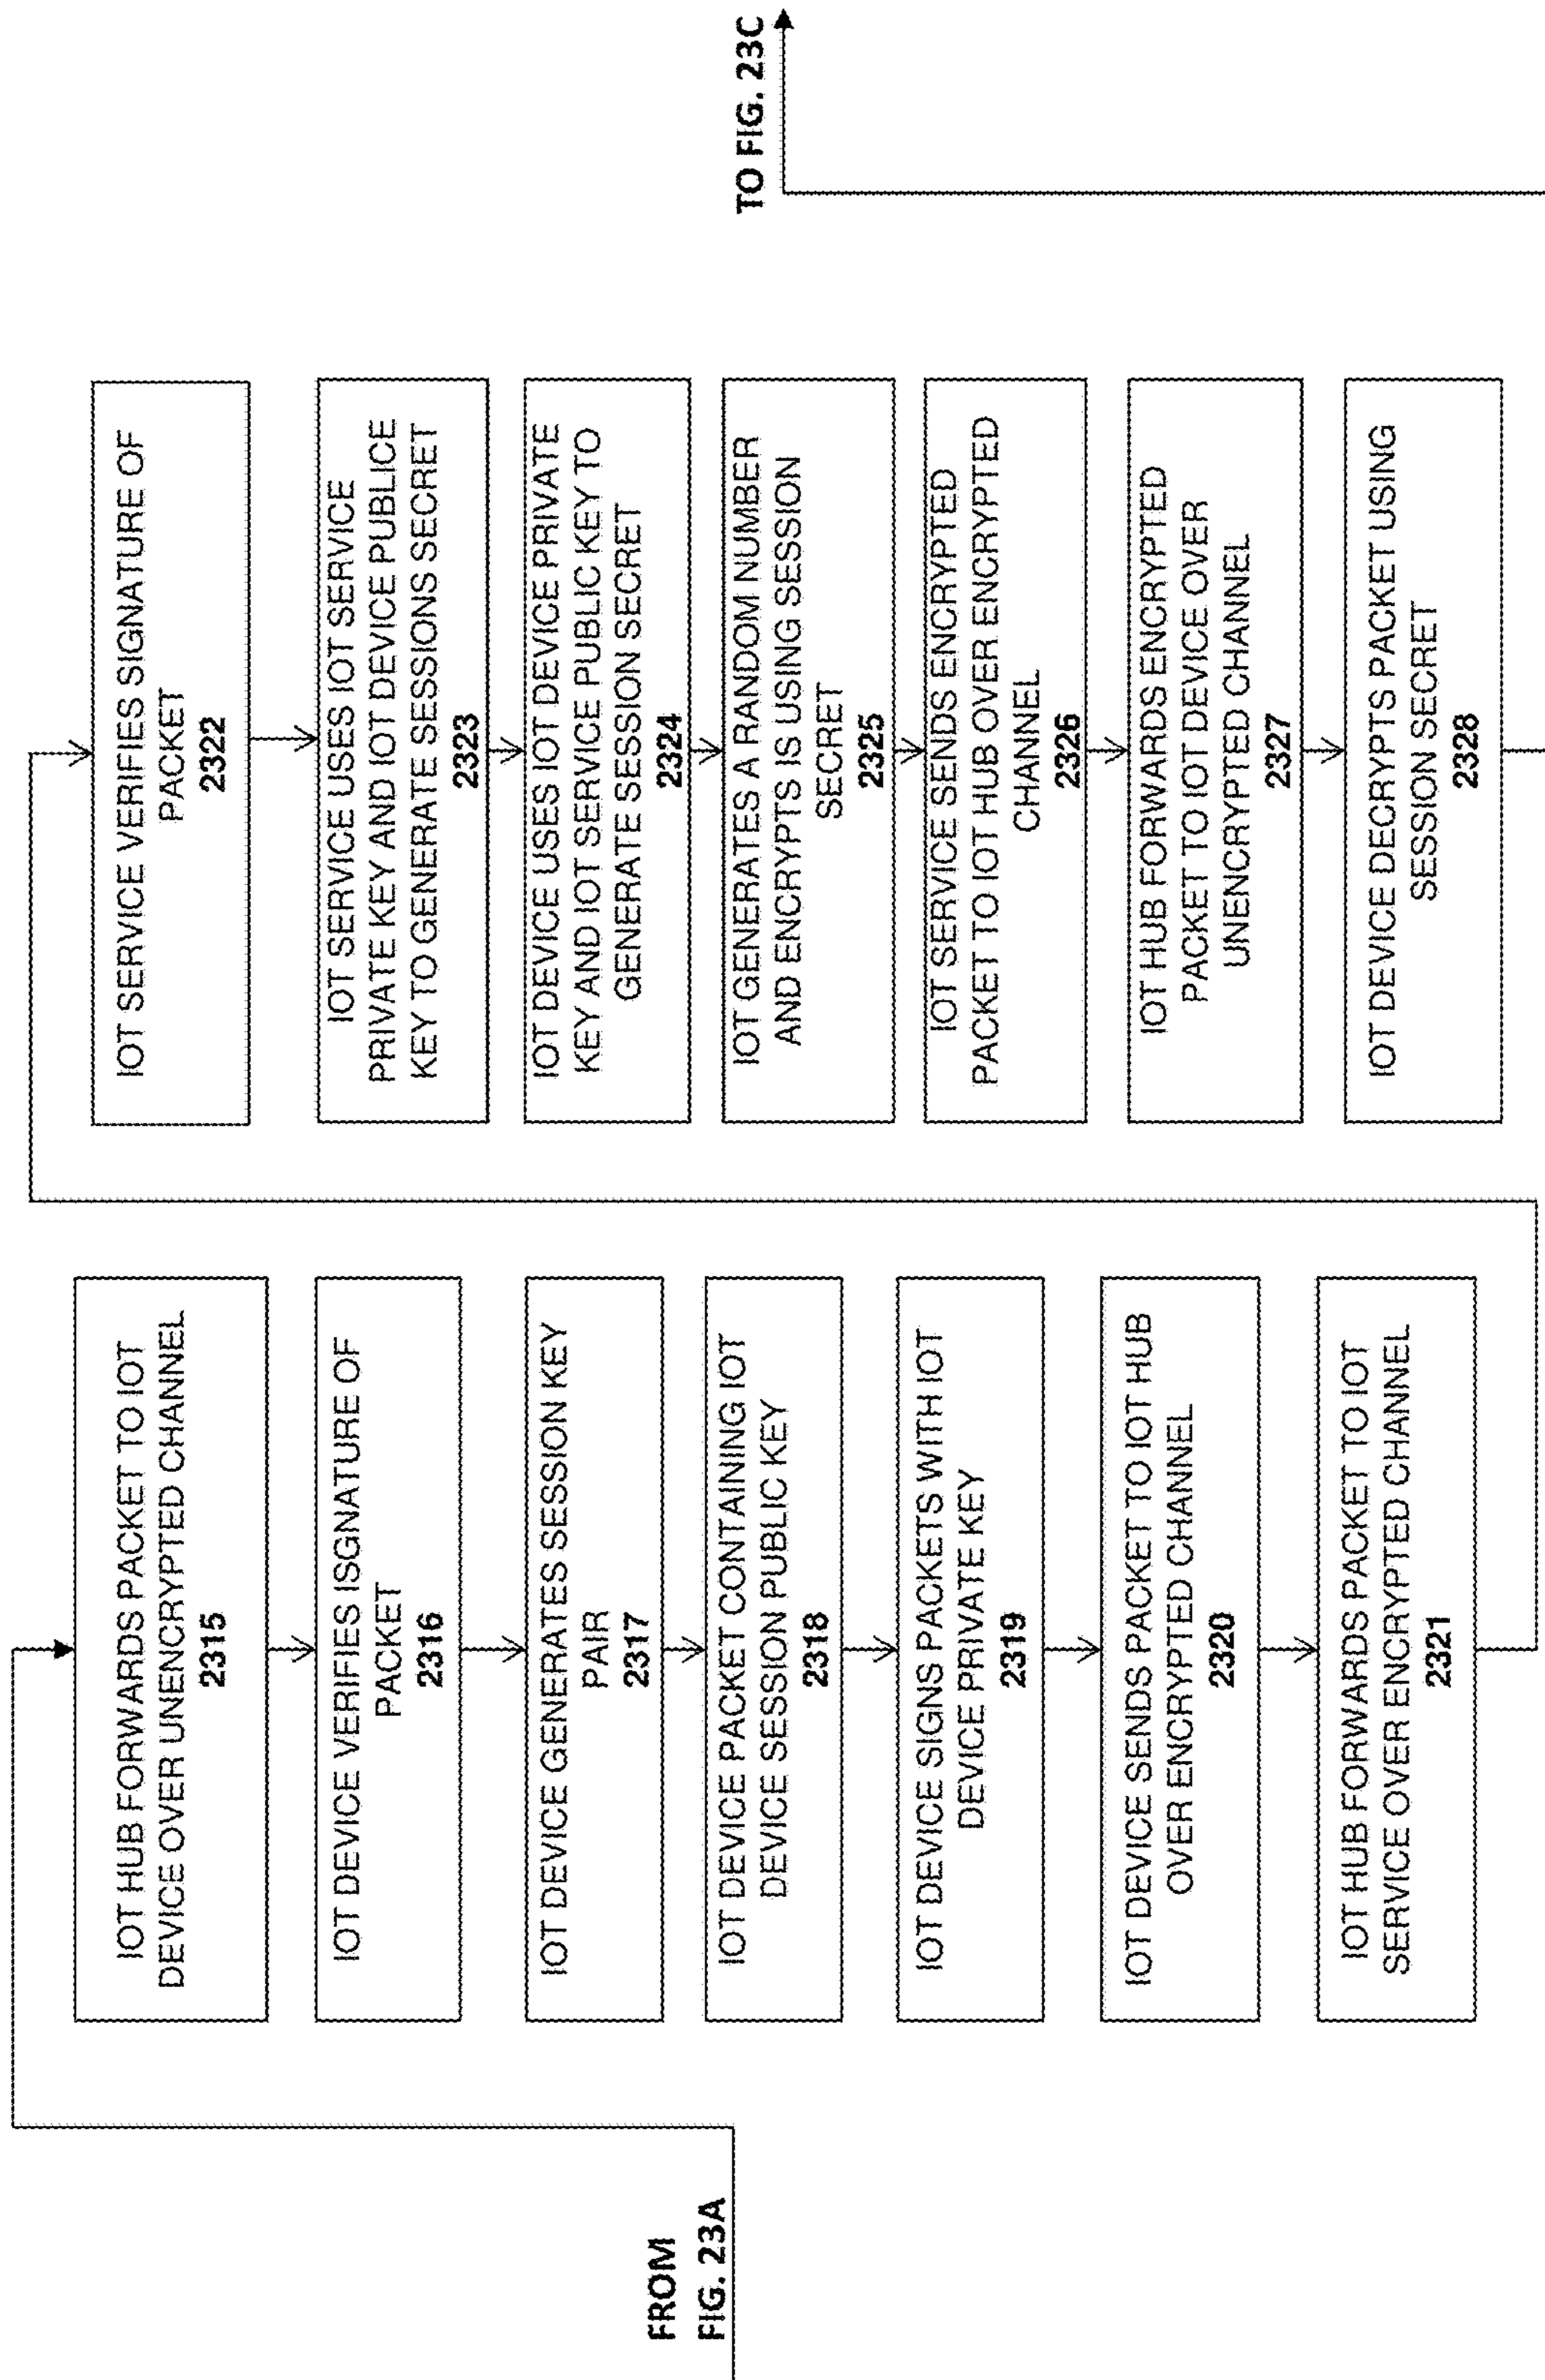 FROM
FIG. 23A
IOT HUB FORWARDS PACKET TO IOT
DEVICE OVER UNENCRYPTED CHANNEL
2315
IOT DEVICE VERIFIES ISGNATURE OF
PACKET
2316
IOT DEVICE GENERATES SESSION KEY
PAIR
2317
IOT DEVICE PACKET CONTAINING IOT
DEVICE SESSION PUBLIC KEY
2318
IOT DEVICE SIGNS PACKETS WITH IOT
DEVICE PRIVATE KEY
2319
IOT DEVICE SENDS PACKET TO IOT HUB
OVER ENCRYPTED CHANNEL
2320
IOT HUB FORWARDS PACKET TO IOT
SERVICE OVER ENCRYPTED CHANNEL
2321
IOT SERVICE VERIFIES SIGNATURE OF
PACKET
2322
IOT SERVICE USES IOT SERVICE
PRIVATE KEY AND IOT DEVICE PUBLICE
KEY TO GENERATE SESSIONS SECRET
2323
IOT DEVICE USES IOT DEVICE PRIVATE
KEY AND IOT SERVICE PUBLIC KEY TO
GENERATE SESSION SECRET
2324
IOT GENERATES A RANDOM NUMBER
AND ENCRYPTS IS USING SESSION
SECRET
2325
IOT SERVICE SENDS ENCRYPTED
PACKET TO IOT HUB OVER ENCRYPTED
CHANNEL
2326
IOT HUB FORWARDS ENCRYPTED
PACKET TO IOT DEVICE OVER
UNENCRYPTED CHANNEL
2327
IOT DEVICE DECRYPTS PACKET USING
SESSION SECRET
2328
TO FIG. 23C